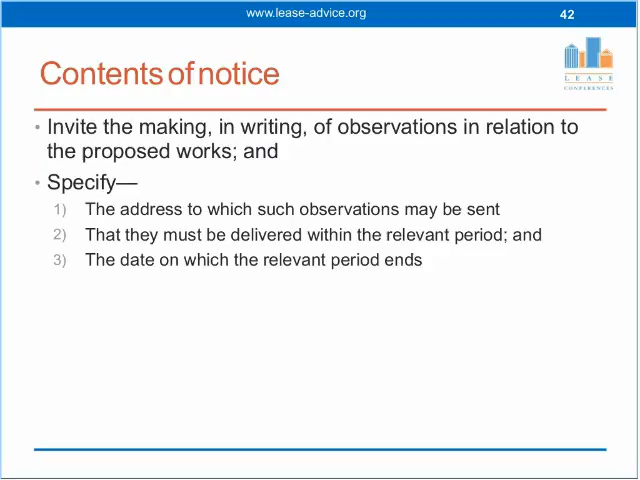 www.lease-advice.org
42
Contents of notice
LEASE
CONFERENCES
• Invite the making, in writing, of observations in relation to
the proposed works; and
• Specify—
1) The address to which such observations may be sent
2) That they must be delivered within the relevant period; and
3) The date on which the relevant period ends